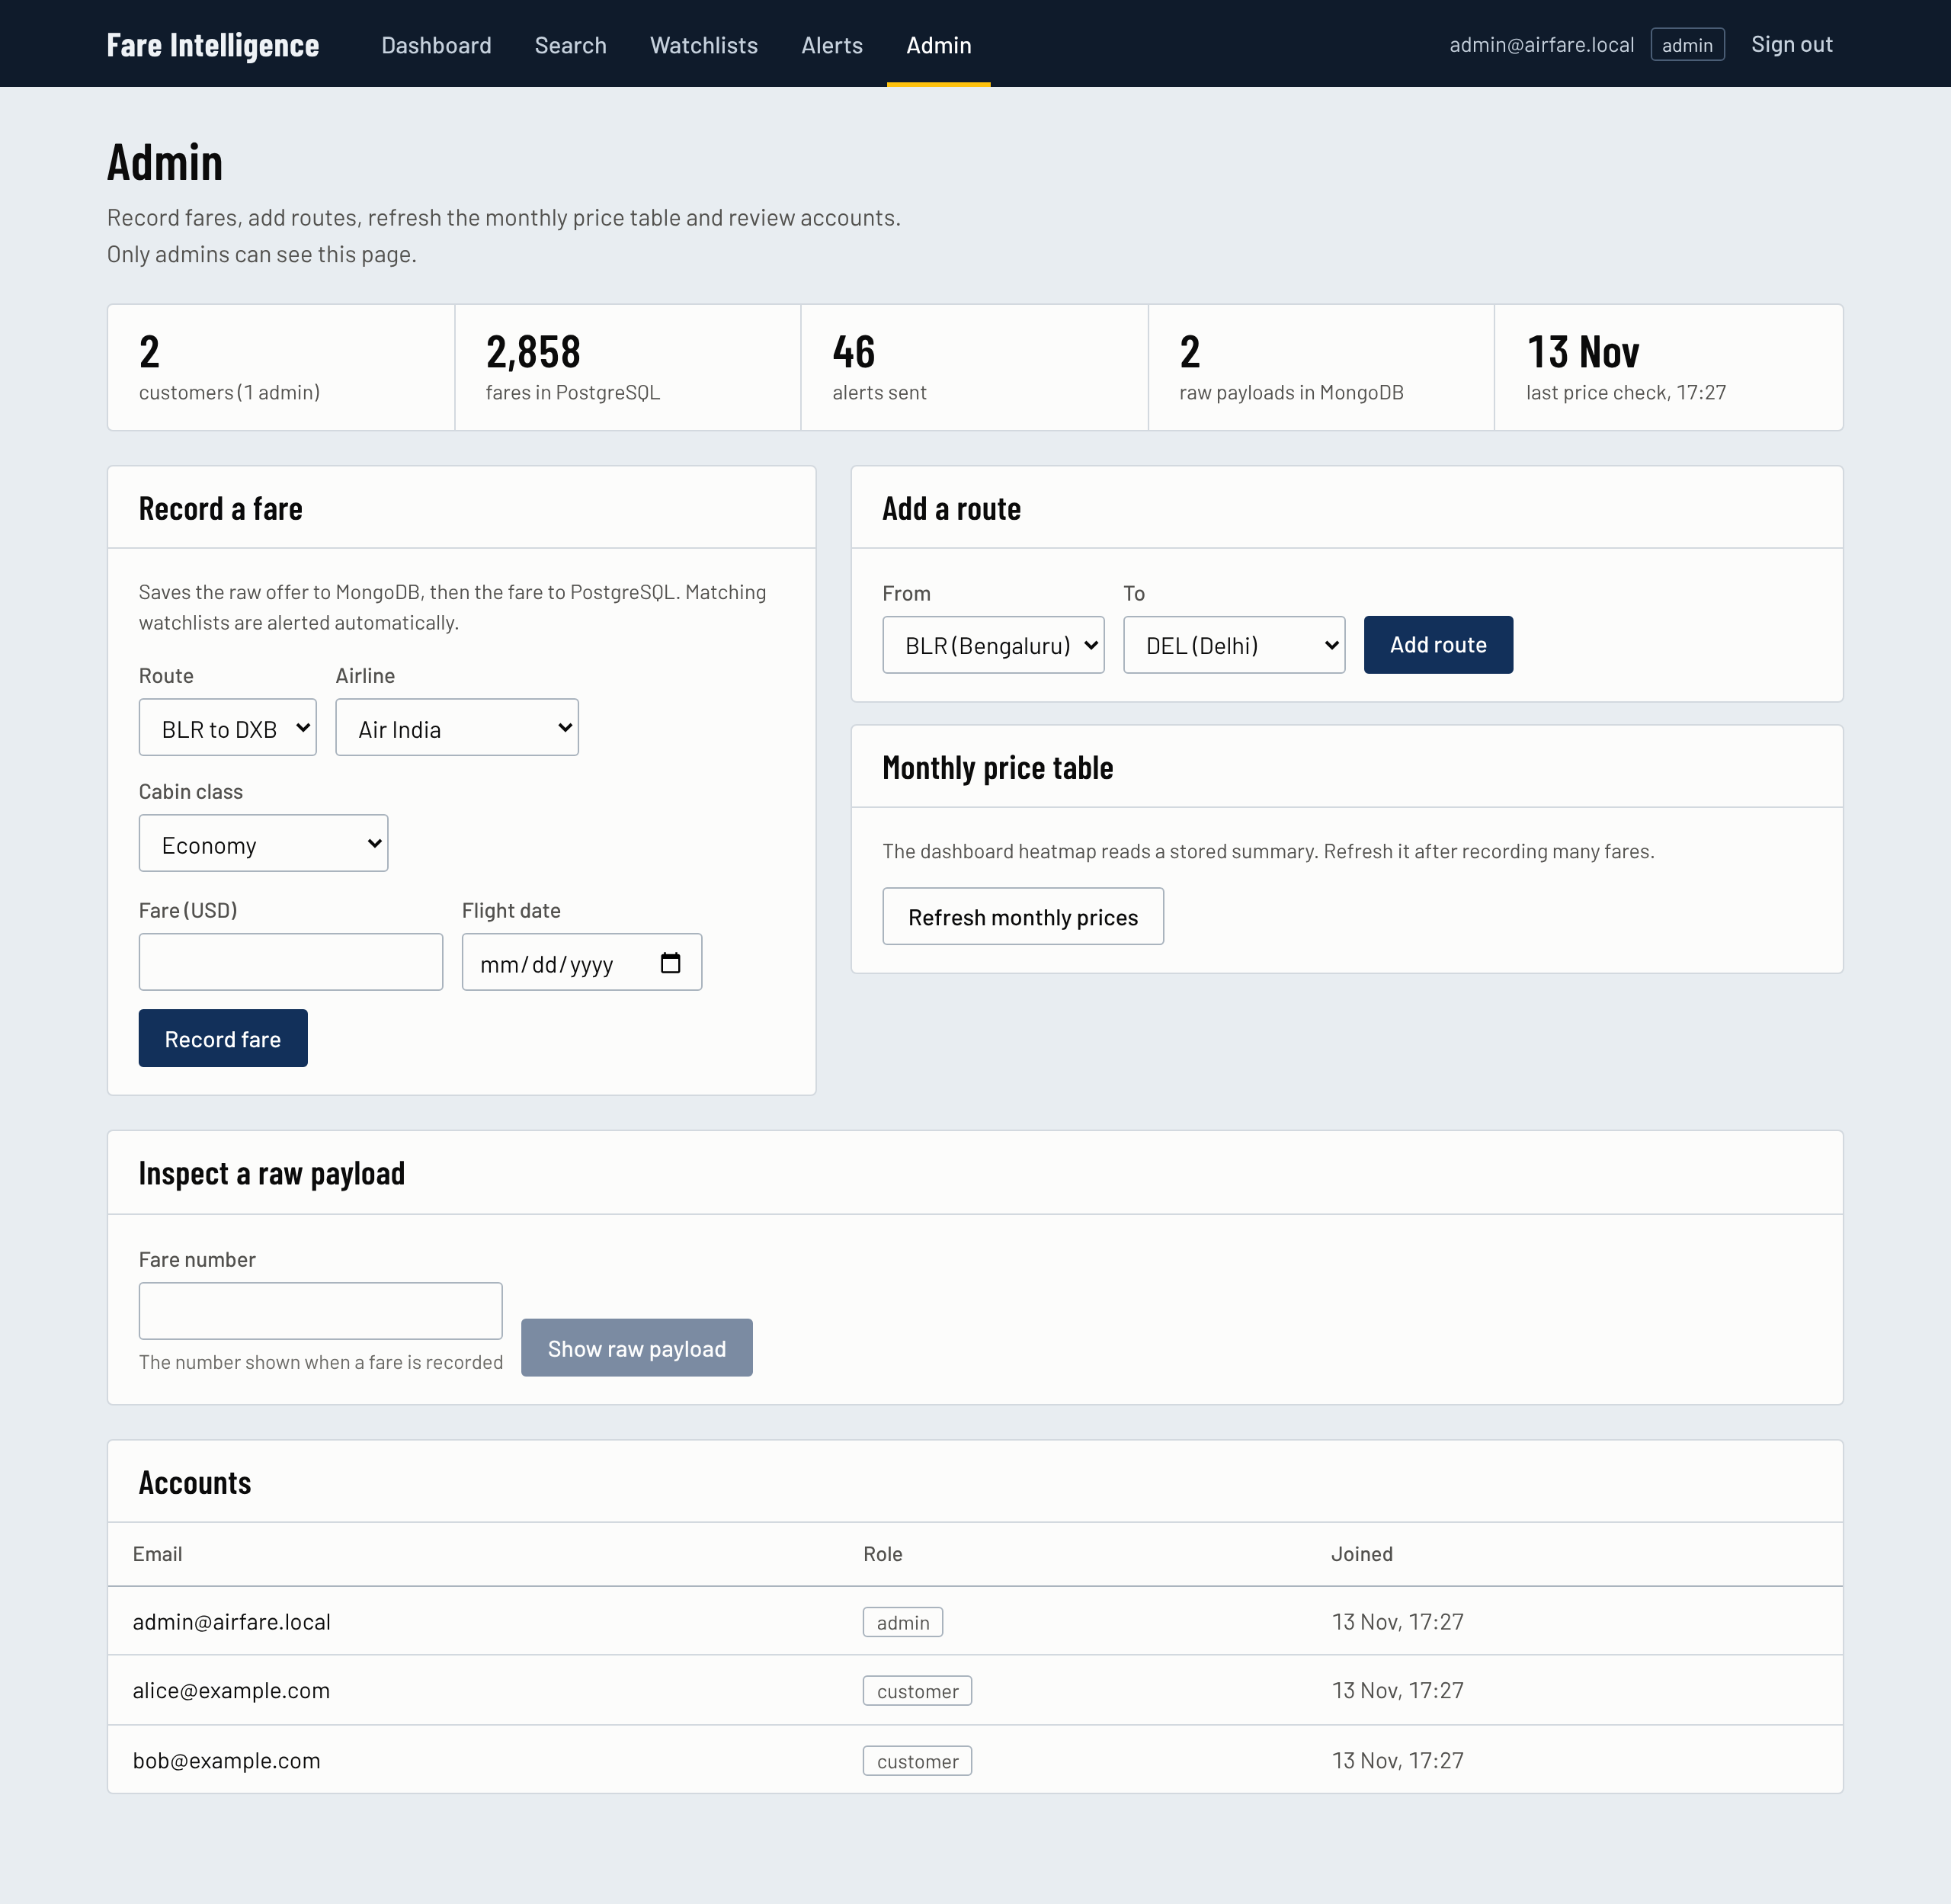 Fare Intelligence Dashboard Search Watchlists Alerts Admin admin@airfare.local admin Sign out
Admin
Record fares, add routes, refresh the monthly price table and review accounts.
Only admins can see this page.
2 2,858 46 2 13 Nov
customers (1 admin) fares in PostgreSQL alerts sent raw payloads in MongoDB last price check, 17:27
Record a fare
Saves the raw offer to MongoDB, then the fare to PostgreSQL. Matching
watchlists are alerted automatically.
Route Airline
BLR to DXB Air India
Cabin class
Economy
Fare (USD) Flight date
mm/dd/yyyy
Record fare
Add a route
From To
BLR (Bengaluru) DEL (Delhi) Add route
Monthly price table
The dashboard heatmap reads a stored summary. Refresh it after recording many fares.
Refresh monthly prices
Inspect a raw payload
Fare number
Show raw payload
The number shown when a fare is recorded
Accounts
Email Role Joined
admin@airfare.local admin 13 Nov, 17:27
alice@example.com customer 13 Nov, 17:27
bob@example.com customer 13 Nov, 17:27